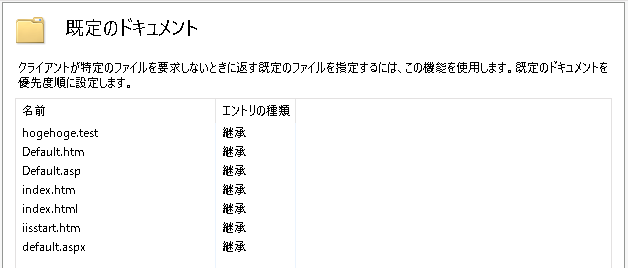 既定のドキュメント
クライアントが特定のファイルを要求しないときに返す既定のファイルを指定するには、この機能を使用します。既定のドキュメントを
優先度順に設定します。
名前 エントリの種類
hogehoge.test 継承
Default.htm 継承
Default.asp 継承
index.htm 継承
index.html 継承
iisstart.htm 継承
default.aspx 継承